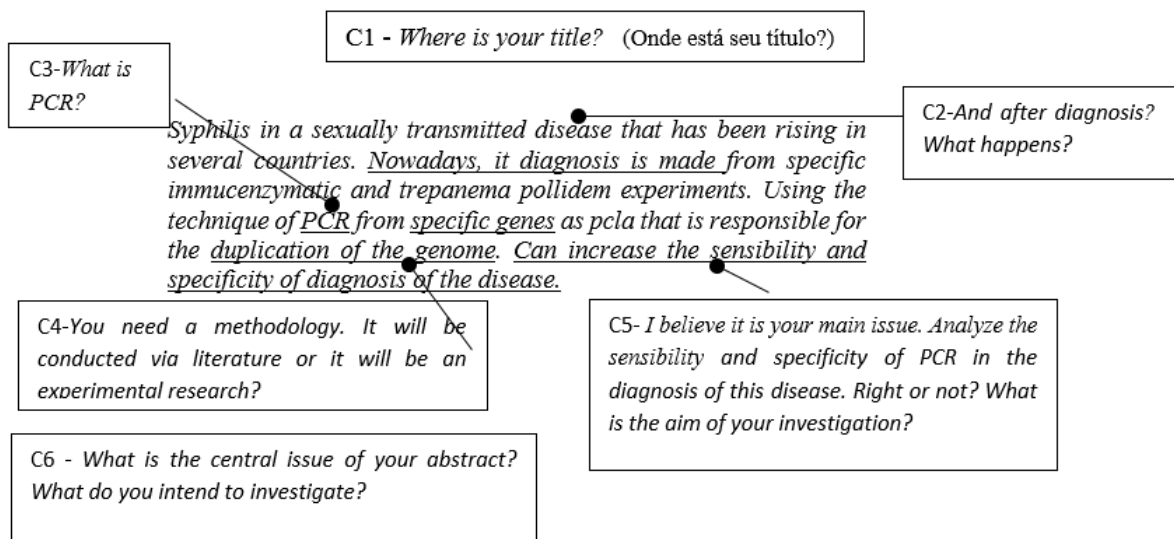 C1 - Where is your title? (Onde está seu título?)
C3-What is
PCR?
C2-And after diagnosis?
What happens?
Syphilis in a sexually transmitted disease that has been rising in
several countries. Nowadays, it diagnosis is made from specific
immucenzymatic and trepanema pollidem experiments. Using the
technique of PCR from specific genes as pcla that is responsible for
the duplication of the genome. Can increase the sensibility and
specificity of diagnosis of the disease.
C4-You need a methodology. It will be
conducted via literature or it will be an
experimental research?
C5- I believe it is your main issue. Analyze the
sensibility and specificity of PCR in the
diagnosis of this disease. Right or not? What
is the aim of your investigation?
C6 - What is the central issue of your abstract?
What do you intend to investigate?